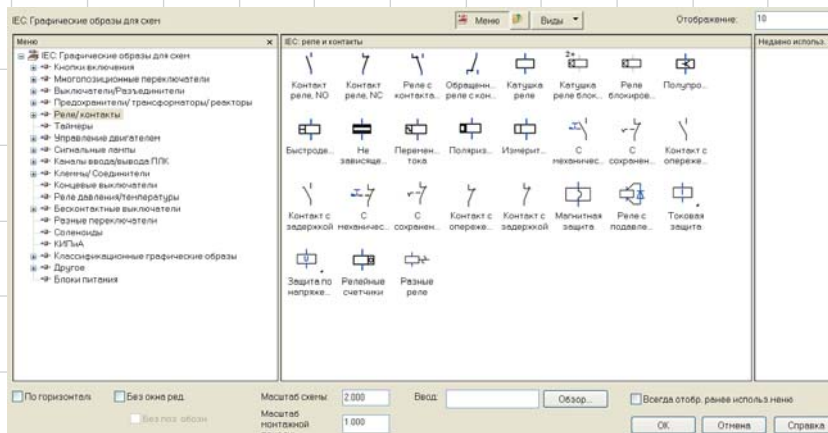 IEC: Графические образы для схем
Меню
Виды
Отображение:
10
Меню
x
IEC: Графические образы для схем
Кнопки включения
Многопозиционные переключатели
Выключатели/Разъединители
Предохранители/ трансформаторы/ реакторы
Реле/ контакты
Таймеры
Управление двигателем
Сигнальные лампы
Каналы ввода/вывода ПЛК
Клеммы/ Соединители
Концевые выключатели
Реле давления/температуры
Бесконтактные выключатели
Разные переключатели
Соленоиды
КИПиА
Классификационные графические образы
Другое
Блоки питания
IEC: реле и контакты
Контакт реле, NO
Контакт реле, NC
Реле с контакта...
Обращенн... реле с кон...
Катушка реле
Катушка реле блок...
Реле блокиров...
Полупро...
Быстроде...
Не зависяще...
Перемен... тока
Поляриз...
Измерит...
С механичес...
С сохранен...
Контакт с опереже...
Контакт с задержкой
С механичес...
С сохранен...
Контакт с опереже...
Контакт с задержкой
Магнитная защита
Реле с подавле...
Токовая защита
Защита по напряже...
Релейные счетчики
Разные реле
Недавно использ.
По горизонтали
Без окна ред.
Без поз. обозн
Масштаб схемы:
2.000
Масштаб монтажной
1.000
Ввод:
Обзор...
Всегда отобр. ранее использ.меню
OK
Отмена
Справка